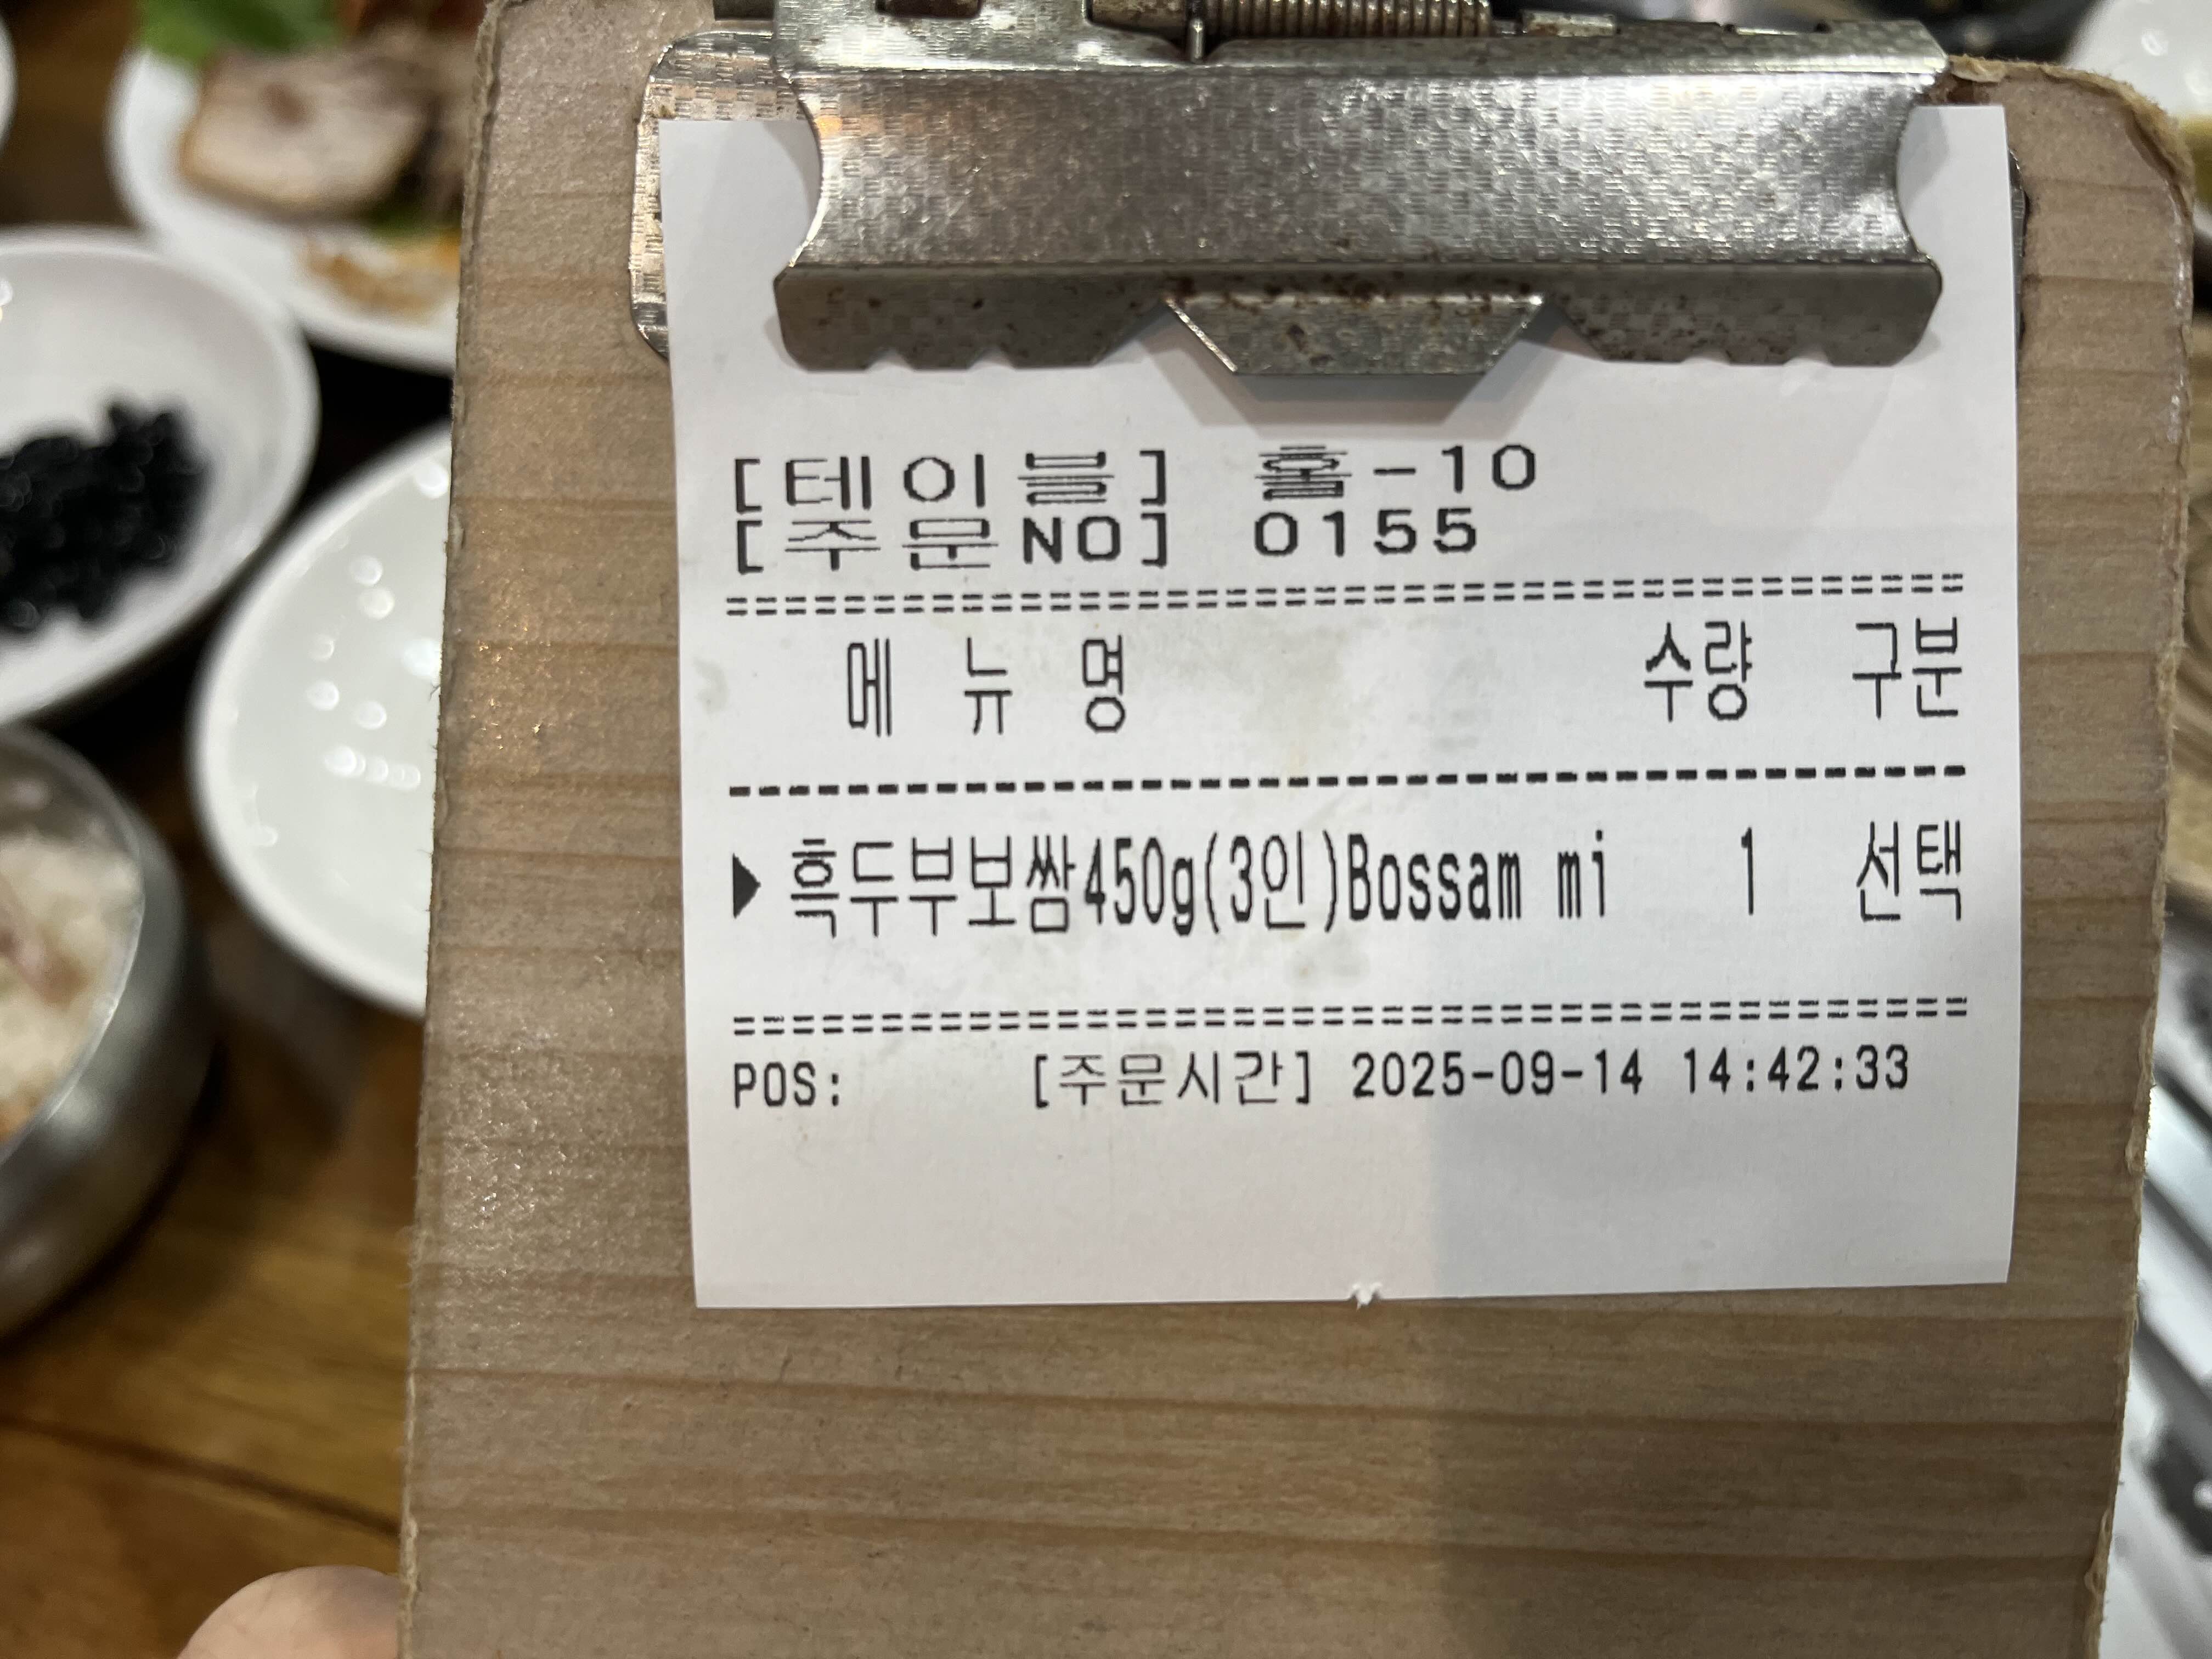 [테이블] 홀-10
[주문NO] 0155
==========================================
메 뉴 명 수량 구분
------------------------------------------
▶흑두부보쌈450g(3인)Bossam mi 1 선택
==========================================
POS: [주문시간] 2025-09-14 14:42:33